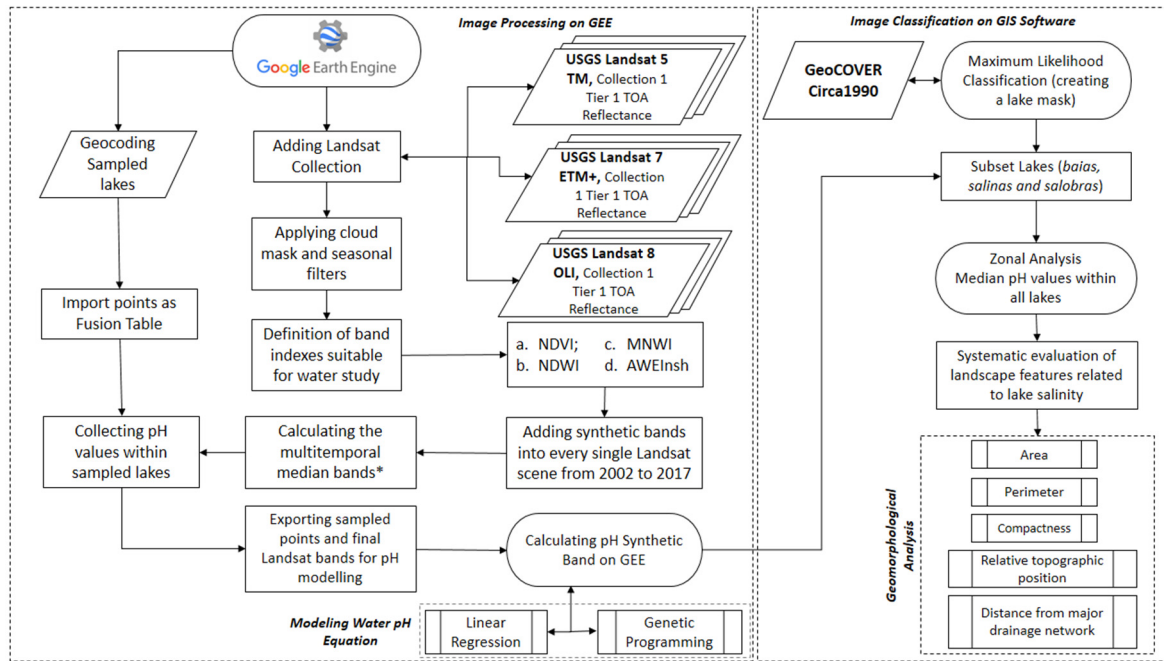 Image Processing on GEE
Google Earth Engine
Geocoding
Sampled
lakes
Import points as
Fusion Table
Collecting pH
values within
sampled lakes
Adding Landsat
Collection
Applying cloud
mask and seasonal
filters
Definition of band
indexes suitable
for water study
USGS Landsat 5
TM, Collection 1
Tier 1 TOA
Reflectance
USGS Landsat 7
ETM+, Collection
1 Tier 1 TOA
Reflectance
USGS Landsat 8
OLI, Collection 1
Tier 1 TOA
Reflectance
a. NDVI; c. MNWI
b. NDWI d. AWEInsh
Adding synthetic bands
into every single Landsat
scene from 2002 to 2017
Calculating the
multitemporal
median bands*
Exporting sampled
points and final
Landsat bands for pH
modelling
Calculating pH Synthetic
Band on GEE
Modeling Water pH
Equation
Linear
Regression
Genetic
Programming
Image Classification on GIS Software
GeoCOVER
Circa1990
Maximum Likelihood
Classification (creating
a lake mask)
Subset Lakes (baias,
salinas and salobras)
Zonal Analysis
Median pH values within
all lakes
Systematic evaluation of
landscape features related
to lake salinity
Geomorphological
Analysis
Area
Perimeter
Compactness
Relative topographic
position
Distance from major
drainage network